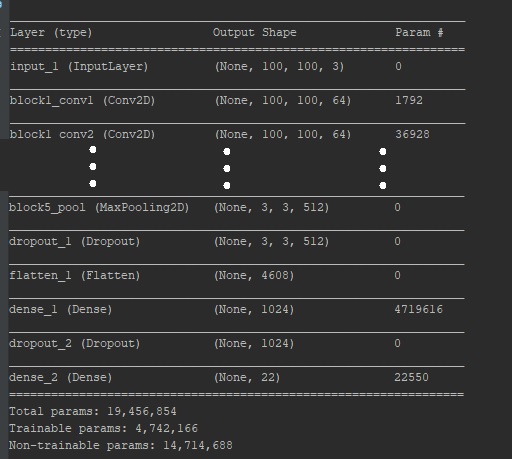 Layer (type) Output Shape Param #
input_1 (InputLayer) (None, 100, 100, 3) 0
block1_conv1 (Conv2D) (None, 100, 100, 64) 1792
block1_conv2 (Conv2D) (None, 100, 100, 64) 36928
block5_pool (MaxPooling2D) (None, 3, 3, 512) 0
dropout_1 (Dropout) (None, 3, 3, 512) 0
flatten_1 (Flatten) (None, 4608) 0
dense_1 (Dense) (None, 1024) 4719616
dropout_2 (Dropout) (None, 1024) 0
dense_2 (Dense) (None, 22) 22550
Total params: 19,456,854
Trainable params: 4,742,166
Non-trainable params: 14,714,688